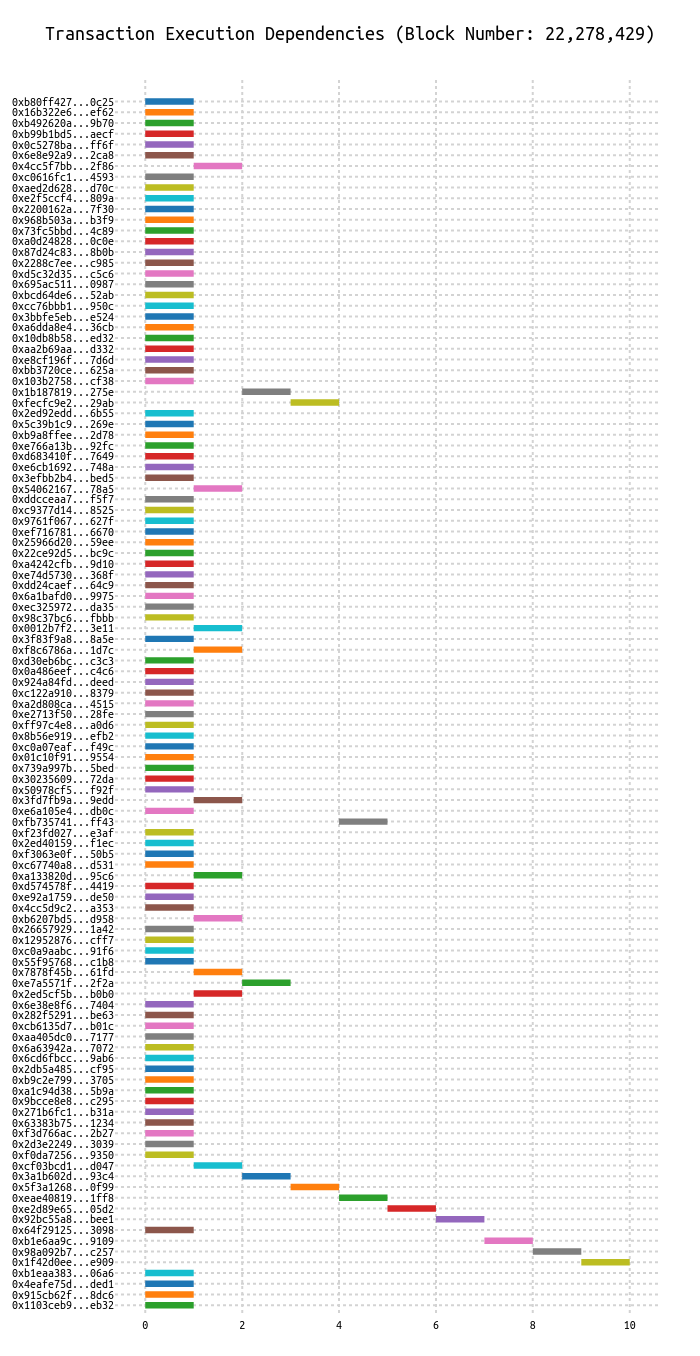 Transaction Execution Dependencies (Block Number: 22,278,429)
0xb80ff427...0c25
0x16b322e6...ef62
0xb492620a...9b70
0xb99b1bd5...aecf
0x0c5278ba...ff6f
0x6e8e92a9...2ca8
0x4cc5f7bb...2f86
0xc0616fc1...4593
0xaed2d628...d70c
0xe2f5ccf4...809a
0x2200162a...7f30
0x968b503a...b3f9
0x73fc5bbd...4c89
0xa0d24828...0c0e
0x87d24c83...8b0b
0x2288c7ee...c985
0xd5c32d35...c5c6
0x695ac511...0987
0xbcd64de6...52ab
0xcc76bbb1...950c
0x3bbfe5eb...e524
0xa6dda8e4...36cb
0x10db8b58...ed32
0xaa2b69aa...d332
0xe8cf196f...7d6d
0xbb3720ce...625a
0x103b2758...cf38
0x1b187819...275e
0xfecfc9e2...29ab
0x2ed92edd...6b55
0x5c39b1c9...269e
0xb9a8ffee...2d78
0xe766a13b...92fc
0xd683410f...7649
0xe6cb1692...748a
0x3efbb2b4...bed5
0x54062167...78a5
0xddcceaa7...f5f7
0xc9377d14...8525
0x9761f067...627f
0xef716781...6670
0x25966d20...59ee
0x22ce92d5...bc9c
0xa4242cfb...9d10
0xe74d5730...368f
0xdd24caef...64c9
0x6a1bafd0...9975
0xec325972...da35
0x98c37bc6...fbbb
0x0012b7f2...3e11
0x3f83f9a8...8a5e
0xf8c6786a...1d7c
0xd30eb6bc...c3c3
0x0a486eef...c4c6
0x924a84fd...deed
0xc122a910...8379
0xa2d808ca...4515
0xe2713f50...28fe
0xff97c4e8...a0d6
0x8b56e919...efb2
0xc0a07eaf...f49c
0x01c10f91...9554
0x739a997b...5bed
0x30235609...72da
0x50978cf5...f92f
0x3fd7fb9a...9edd
0xe6a105e4...db0c
0xfb735741...ff43
0xf23fd027...e3af
0x2ed40159...f1ec
0xf3063e0f...50b5
0xc67740a8...d531
0xa133820d...95c6
0xd574578f...4419
0xe92a1759...de50
0x4cc5d9c2...a353
0xb6207bd5...d958
0x26657929...1a42
0x12952876...cff7
0xc0a9aabc...91f6
0x55f95768...c1b8
0x7878f45b...61fd
0xe7a5571f...2f2a
0x2ed5cf5b...b0b0
0x6e38e8f6...7404
0x282f5291...be63
0xcb6135d7...b01c
0xaa405dc0...7177
0x6a63942a...7072
0x6cd6fbcc...9ab6
0x2db5a485...cf95
0xb9c2e799...3705
0xa1c94d38...5b9a
0x9bcce8e8...c295
0x271b6fc1...b31a
0x63383b75...1234
0xf3d766ac...2b27
0x2d3e2249...3039
0xf0da7256...9350
0xcf03bcd1...d047
0x3a1b602d...93c4
0x5f3a1268...0f99
0xeae40819...1ff8
0xe2d89e65...05d2
0x92bc55a8...bee1
0x64f29125...3098
0xb1e6aa9c...9109
0x98a092b7...c257
0x1f42d0ee...e909
0xb1eaa383...06a6
0x4eafe75d...ded1
0x915cb62f...8dc6
0x1103ceb9...eb32
0 2 4 6 8 10